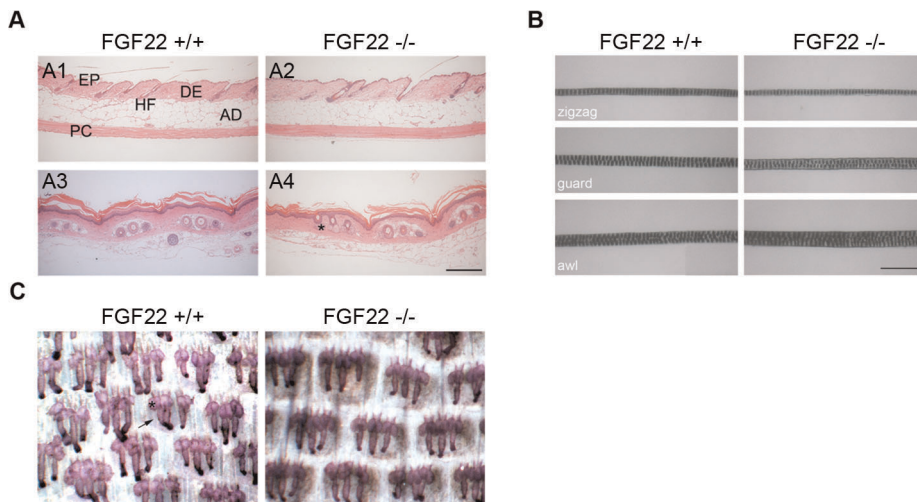 A
FGF22 +/+ FGF22 -/-
A1 A2
EP
DE
HF
AD
PC
A3 A4
*
B
FGF22 +/+ FGF22 -/-
zigzag
guard
awl
C
FGF22 +/+ FGF22 -/-
*